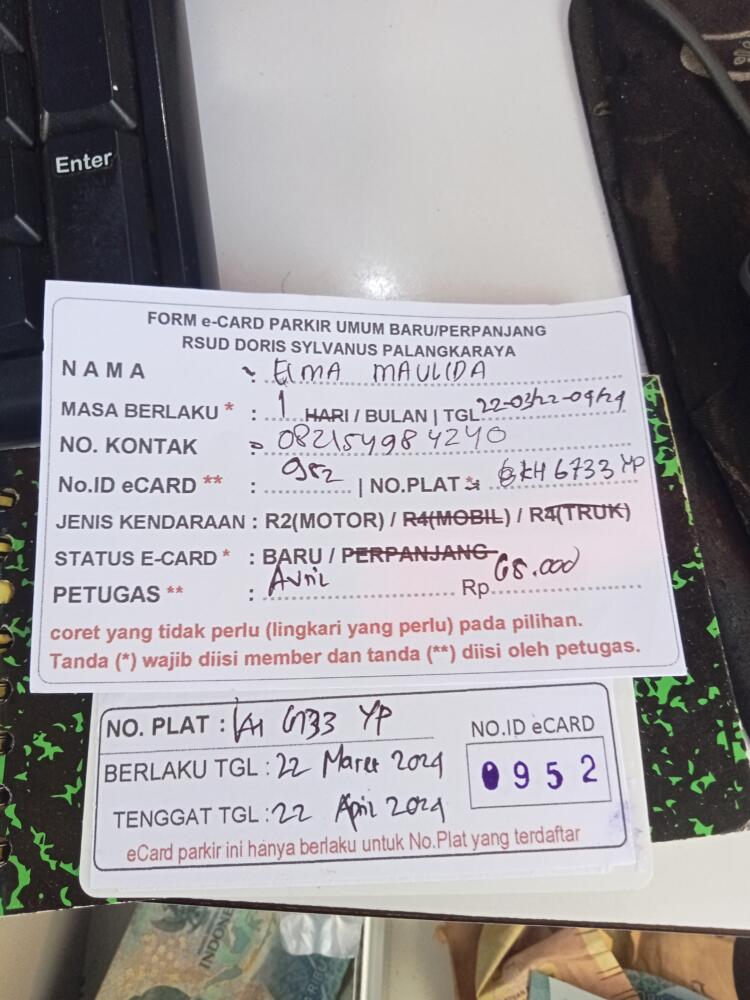 Enter
FORM e-CARD PARKIR UMUM BARU/PERPANJANG
RSUD DORIS SYLVANUS PALANGKARAYA
NAMA : ELMA MAULIDA
MASA BERLAKU * : 1 HARI / BULAN | TGL 22-03/22-04/24
NO. KONTAK : 082154984240
No.ID eCARD ** : 952 | NO.PLAT * : KH 6733 YP
JENIS KENDARAAN : R2(MOTOR) / R4(MOBIL) / R4(TRUK)
STATUS E-CARD * : BARU / PERPANJANG
PETUGAS ** : Avril Rp 68.000
coret yang tidak perlu (lingkari yang perlu) pada pilihan.
Tanda (*) wajib diisi member dan tanda (**) diisi oleh petugas.
NO. PLAT : KH 6733 YP
NO.ID eCARD
BERLAKU TGL : 22 Maret 2024
0952
TENGGAT TGL : 22 April 2024
eCard parkir ini hanya berlaku untuk No.Plat yang terdaftar
INDONE